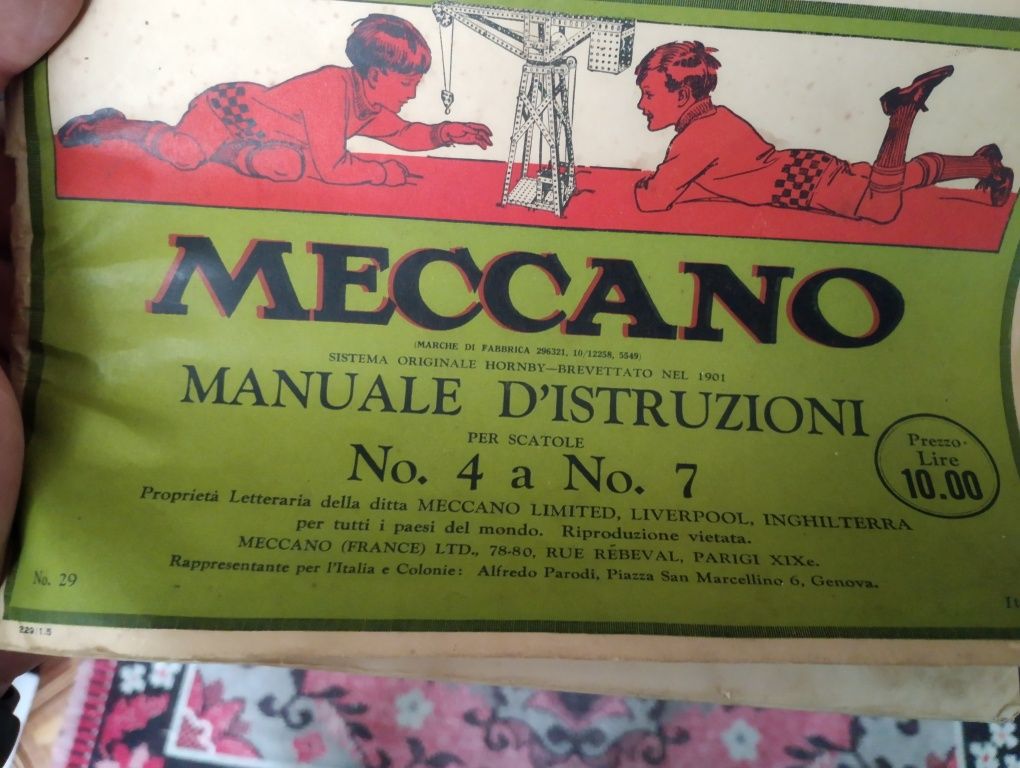 MECCANO
(MARCHE DI FABBRICA 296321, 10/12258, 5549)
SISTEMA ORIGINALE HORNBY—BREVETTATO NEL 1901
MANUALE D'ISTRUZIONI
PER SCATOLE
No. 4 a No. 7
Prezzo
Lire
10.00
Proprietà Letteraria della ditta MECCANO LIMITED, LIVERPOOL, INGHILTERRA
per tutti i paesi del mondo. Riproduzione vietata.
MECCANO (FRANCE) LTD., 78-80, RUE RÉBEVAL, PARIGI XIXe.
Rappresentante per l'Italia e Colonie: Alfredo Parodi, Piazza San Marcellino 6, Genova.
No. 29